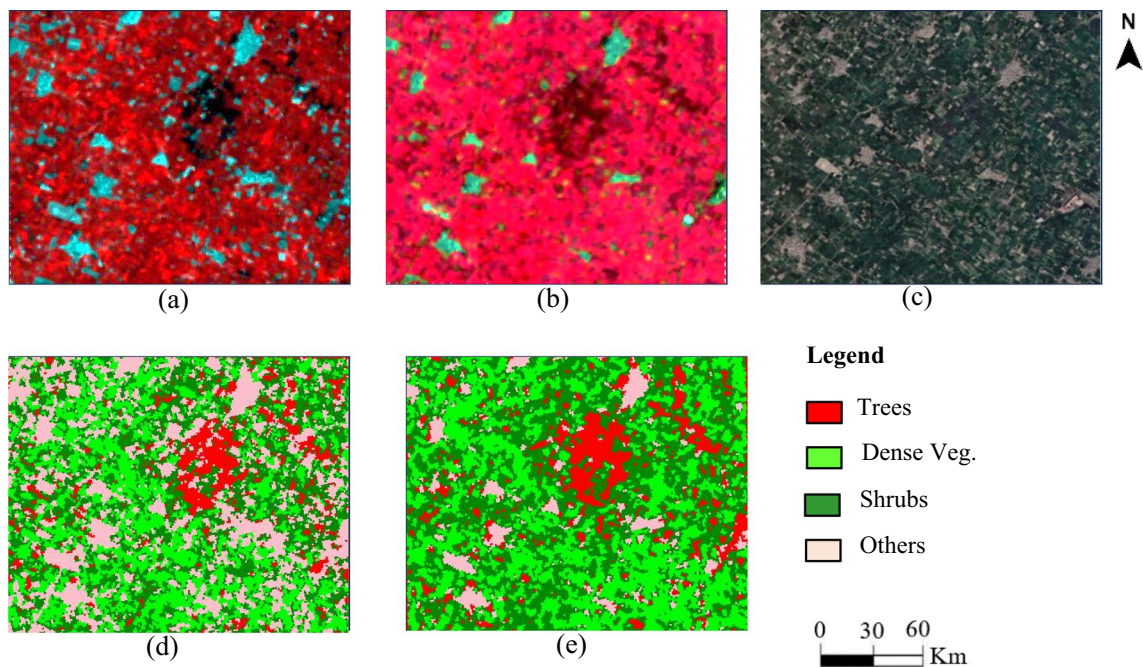 N
(a)
(b)
(c)
Legend
Trees
Dense Veg.
Shrubs
Others
(d)
(e)
0 30 60
Km